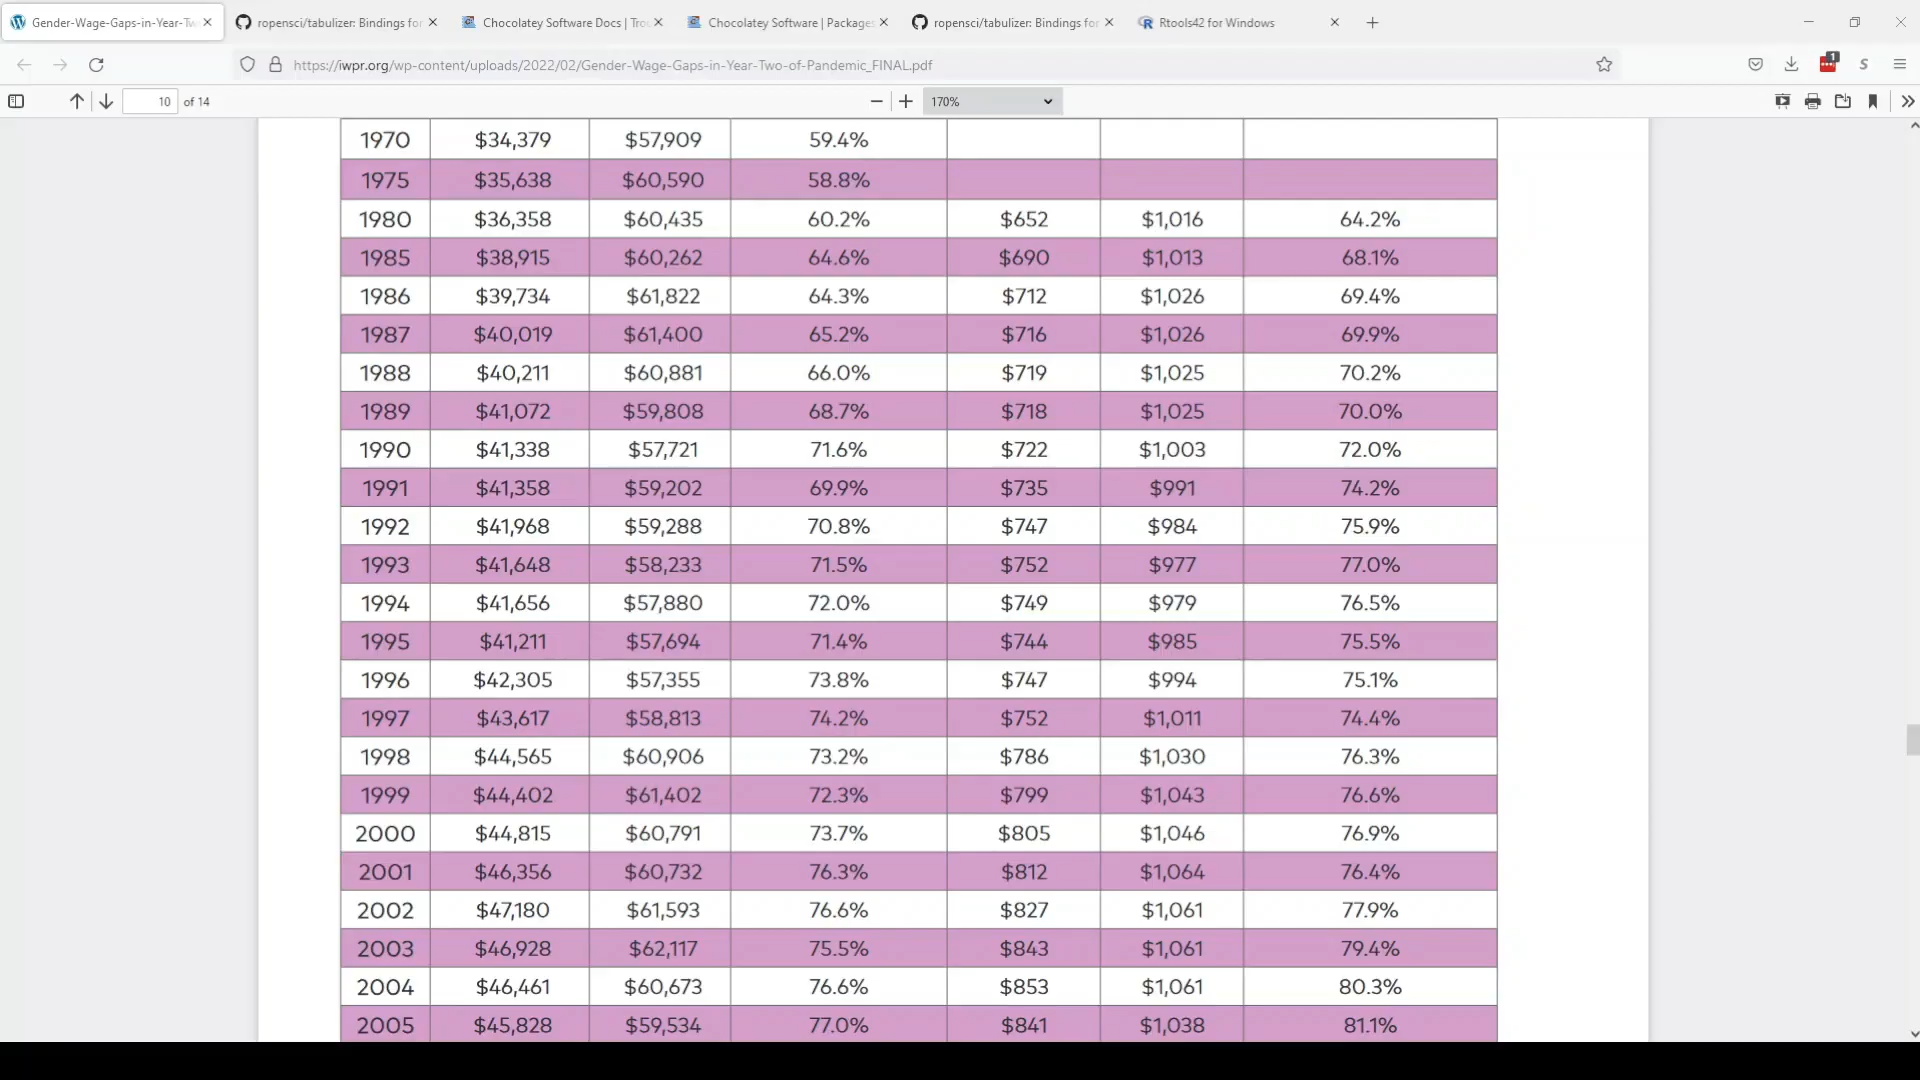 Gender-Wage-Gaps-in-Year-Tw
ropensci/tabulizer: Bindings for
Chocolatey Software Docs | Tro
Chocolatey Software | Packages
ropensci/tabulizer: Bindings for
Rtools42 for Windows
https://iwpr.org/wp-content/uploads/2022/02/Gender-Wage-Gaps-in-Year-Two-of-Pandemic_FINAL.pdf
1
10 of 14
170%
1970 $34,379 $57,909 59.4%
1975 $35,638 $60,590 58.8%
1980 $36,358 $60,435 60.2% $652 $1,016 64.2%
1985 $38,915 $60,262 64.6% $690 $1,013 68.1%
1986 $39,734 $61,822 64.3% $712 $1,026 69.4%
1987 $40,019 $61,400 65.2% $716 $1,026 69.9%
1988 $40,211 $60,881 66.0% $719 $1,025 70.2%
1989 $41,072 $59,808 68.7% $718 $1,025 70.0%
1990 $41,338 $57,721 71.6% $722 $1,003 72.0%
1991 $41,358 $59,202 69.9% $735 $991 74.2%
1992 $41,968 $59,288 70.8% $747 $984 75.9%
1993 $41,648 $58,233 71.5% $752 $977 77.0%
1994 $41,656 $57,880 72.0% $749 $979 76.5%
1995 $41,211 $57,694 71.4% $744 $985 75.5%
1996 $42,305 $57,355 73.8% $747 $994 75.1%
1997 $43,617 $58,813 74.2% $752 $1,011 74.4%
1998 $44,565 $60,906 73.2% $786 $1,030 76.3%
1999 $44,402 $61,402 72.3% $799 $1,043 76.6%
2000 $44,815 $60,791 73.7% $805 $1,046 76.9%
2001 $46,356 $60,732 76.3% $812 $1,064 76.4%
2002 $47,180 $61,593 76.6% $827 $1,061 77.9%
2003 $46,928 $62,117 75.5% $843 $1,061 79.4%
2004 $46,461 $60,673 76.6% $853 $1,061 80.3%
2005 $45,828 $59,534 77.0% $841 $1,038 81.1%